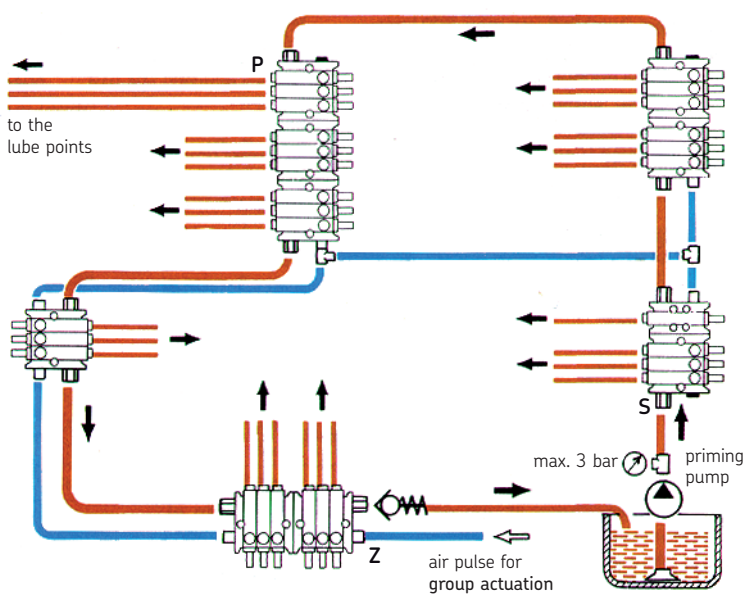 P
to the
lube points
S
max. 3 bar
priming
pump
Z
air pulse for
group actuation